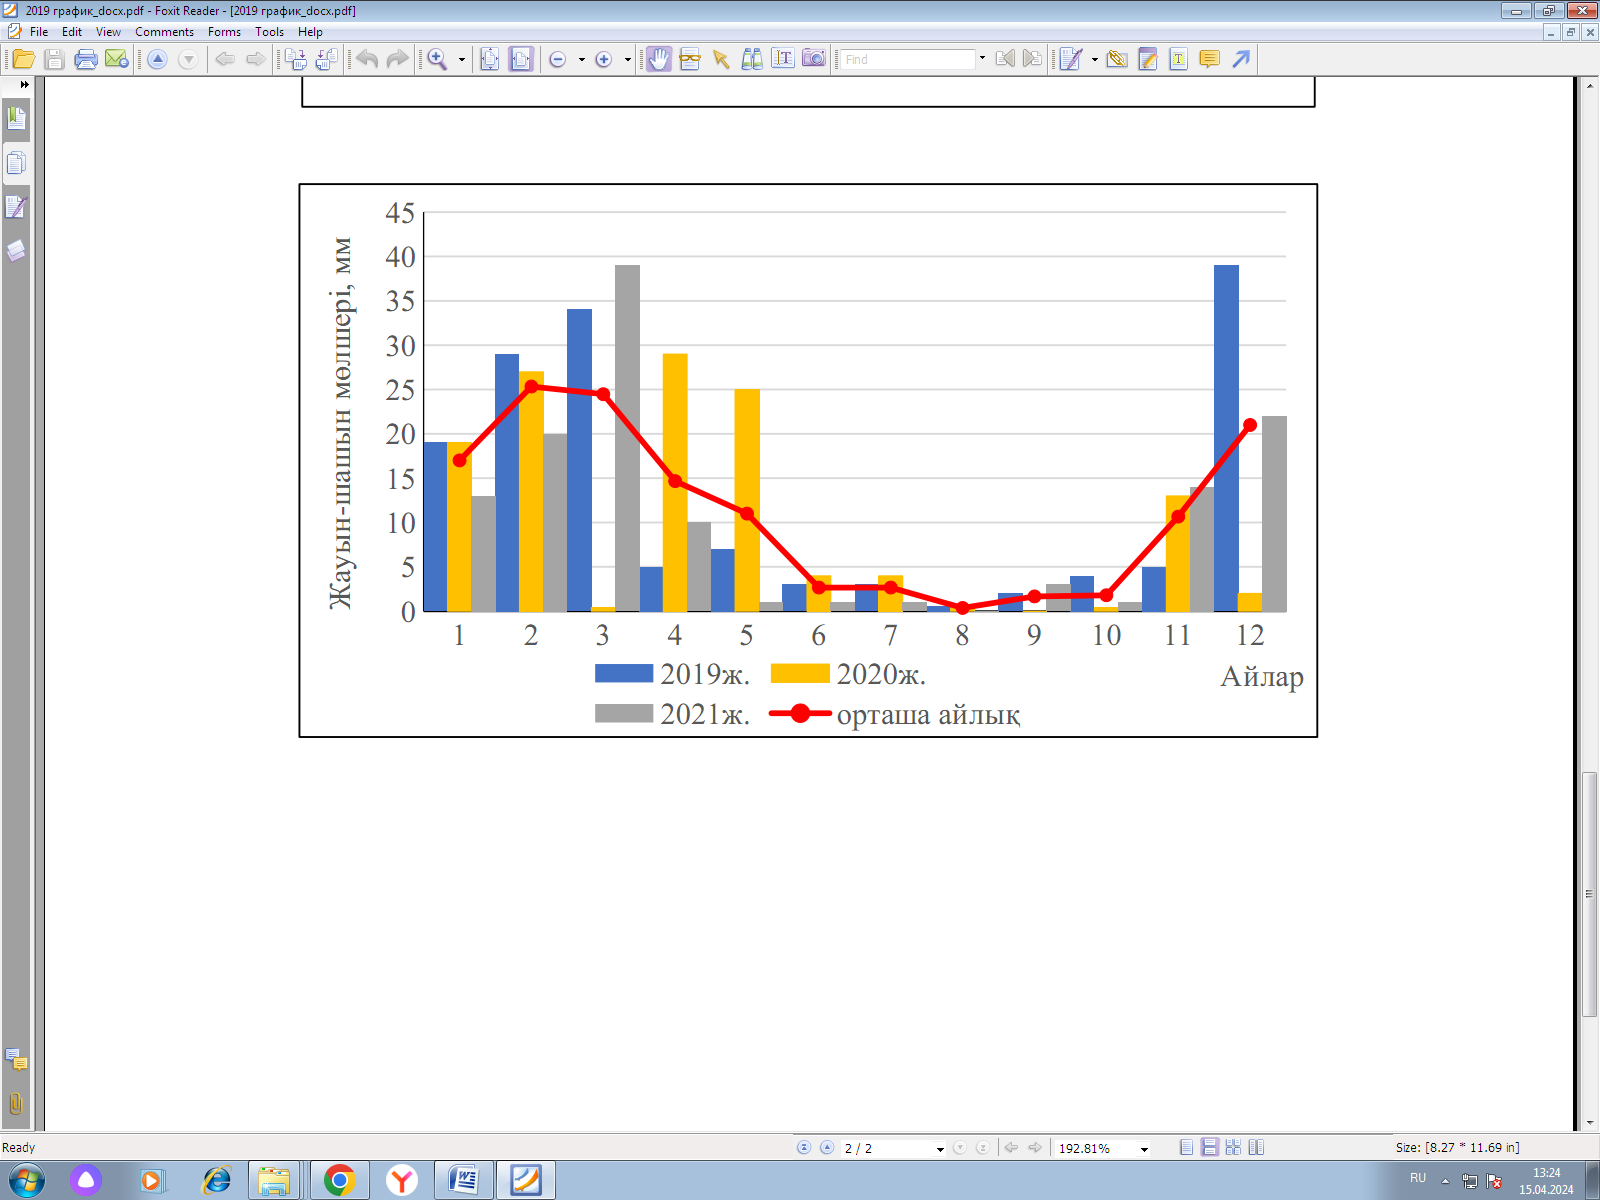 2019 график_docx.pdf - Foxit Reader - [2019 график_docx.pdf]
File Edit View Comments Forms Tools Help
Find
Жауын-шашын мөлшері, мм
45
40
35
30
25
20
15
10
5
0
1 2 3 4 5 6 7 8 9 10 11 12
Айлар
2019ж. 2020ж.
2021ж. орташа айлық
Ready 2 / 2 192.81% Size: [8.27 * 11.69 in]
RU 13:24
15.04.2024